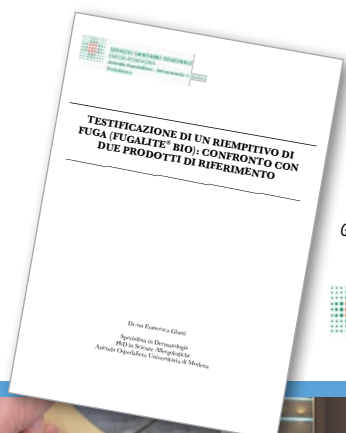 SERVIZIO SANITARIO REGIONALE
EMILIA-ROMAGNA
TESTIFICAZIONE DI UN RIEMPITIVO DI
FUGA (FUGALITE® BIO): CONFRONTO CON
DUE PRODOTTI DI RIFERIMENTO
Dr.ssa Francesca Giusti
Specialista in Dermatologia
PhD in Scienze Allergologiche
Azienda Ospedaliero Universitaria di Modena
G